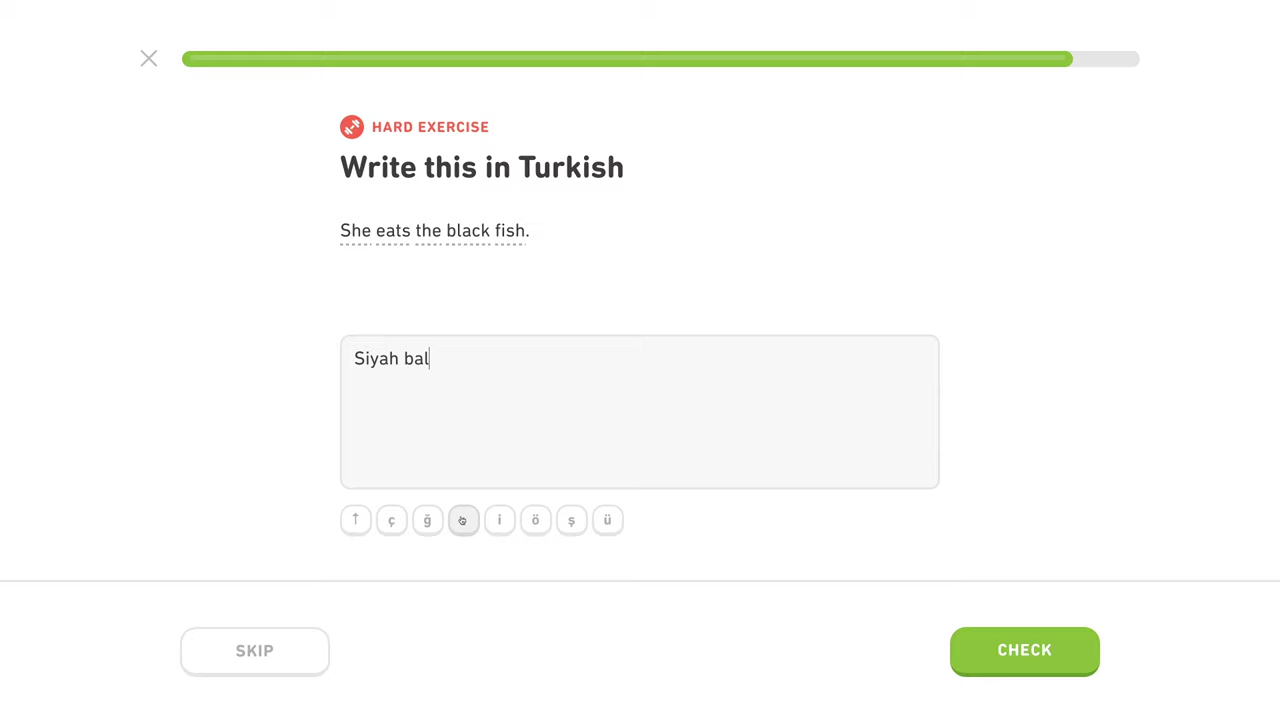 HARD EXERCISE
Write this in Turkish
She eats the black fish.
Siyah bal
↑ ç ğ i ö ş ü
SKIP
CHECK